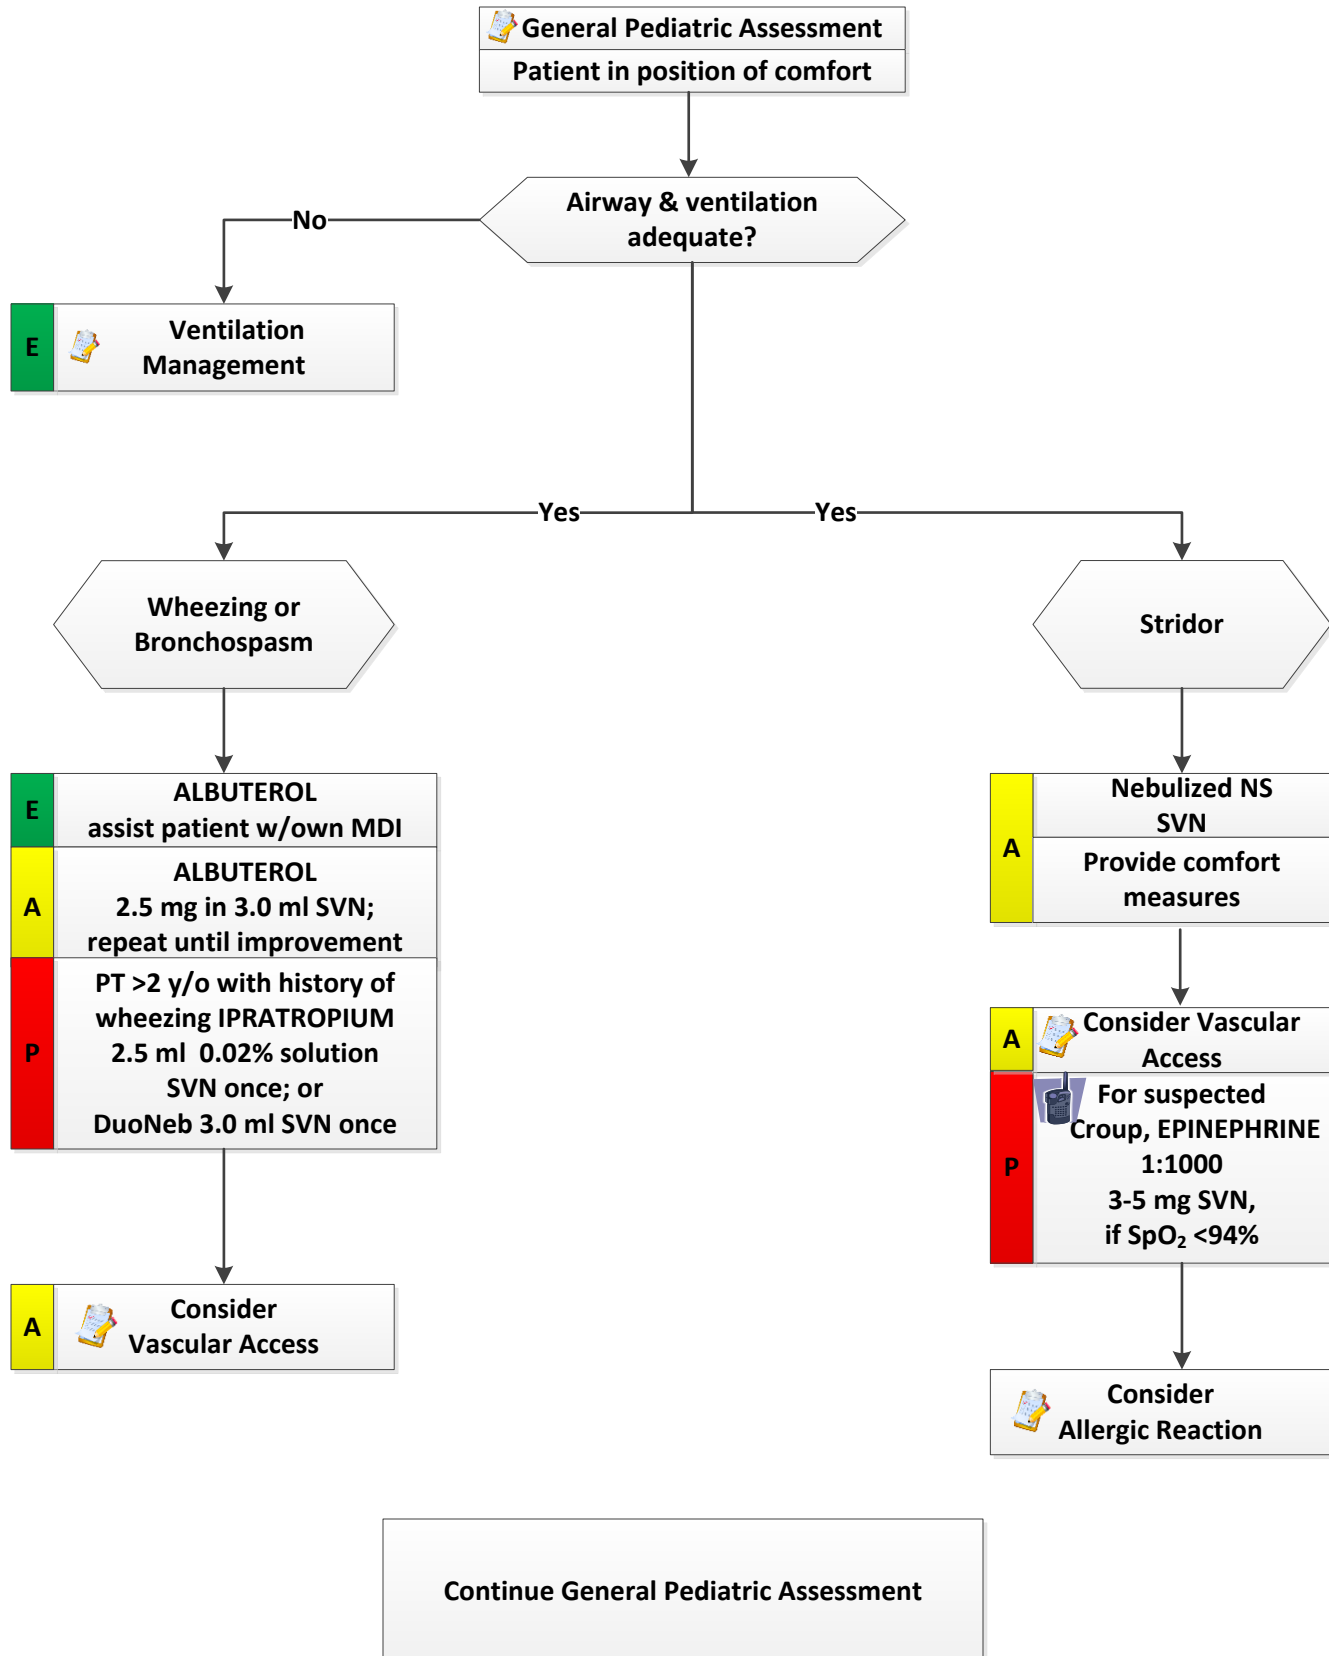 General Pediatric Assessment
Patient in position of comfort
Airway & ventilation
adequate?
No
E
Ventilation
Management
Yes
Yes
Wheezing or
Bronchospasm
Stridor
E
ALBUTEROL
assist patient w/own MDI
A
ALBUTEROL
2.5 mg in 3.0 ml SVN;
repeat until improvement
P
PT >2 y/o with history of
wheezing IPRATROPIUM
2.5 ml 0.02% solution
SVN once; or
DuoNeb 3.0 ml SVN once
A
Consider
Vascular Access
A
Nebulized NS
SVN
Provide comfort
measures
A
Consider Vascular
Access
P
For suspected
Croup, EPINEPHRINE
1:1000
3-5 mg SVN,
if SpO₂ <94%
Consider
Allergic Reaction
Continue General Pediatric Assessment